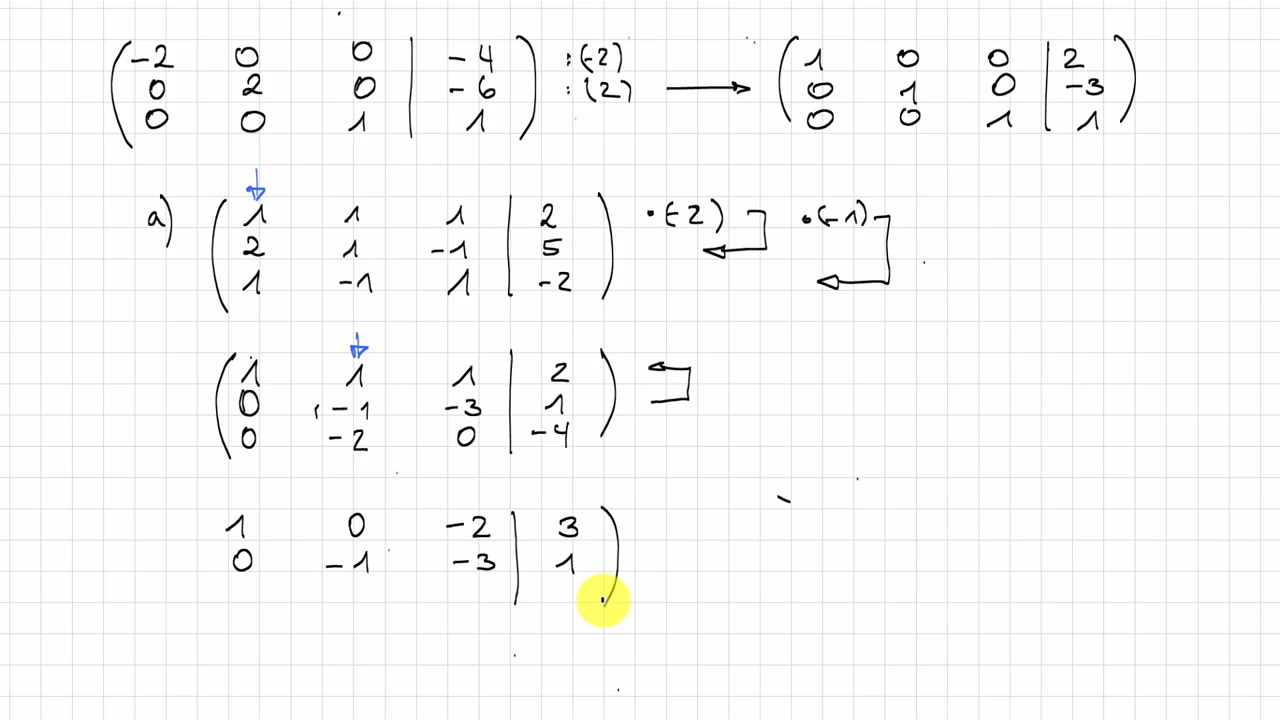 (-2 0 0 | -4) :(-2) (1 0 0 | 2)
(0 2 0 | -6) :(2) → (0 1 0 | -3)
(0 0 1 | 1) (0 0 1 | 1)
a) (1 1 1 | 2) ·(-2) ·(-1)
(2 1 -1 | 5)
(1 -1 1 | -2)
(1 1 1 | 2)
(0 -1 -3 | 1)
(0 -2 0 | -4)
1 0 -2 | 3)
0 -1 -3 | 1)